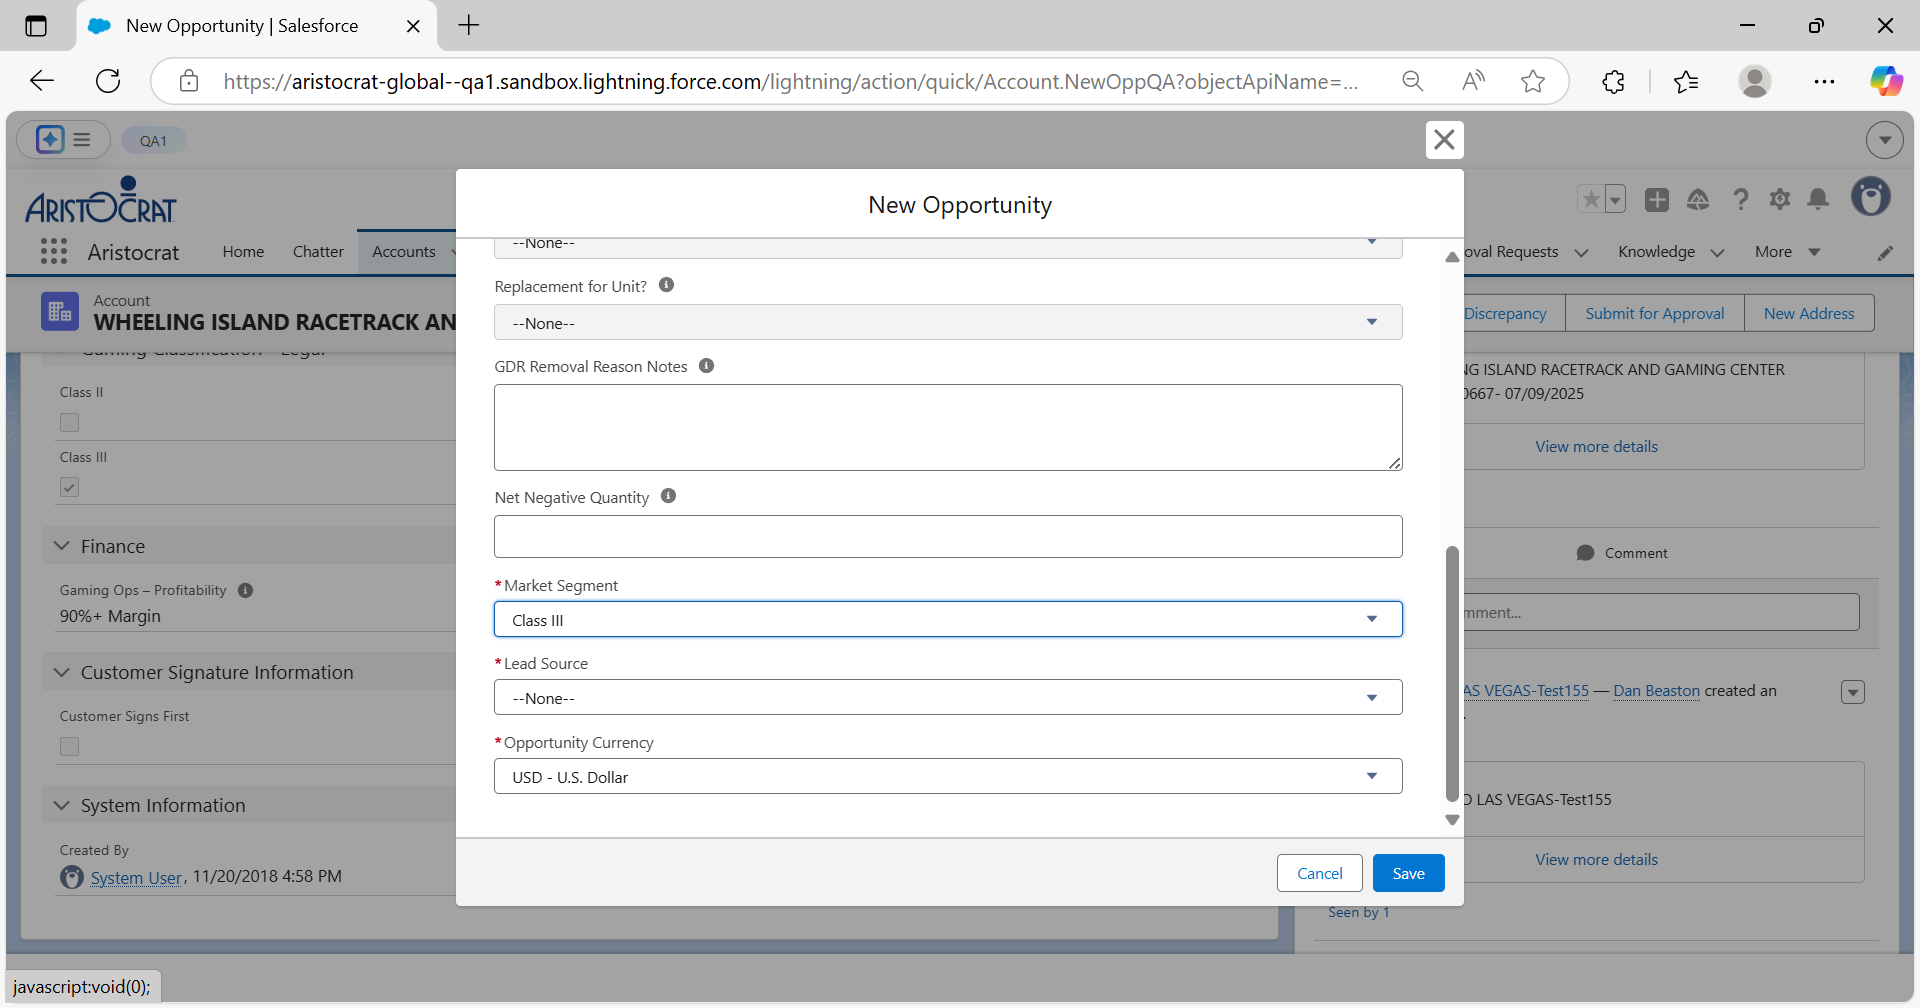 New Opportunity | Salesforce
https://aristocrat-global--qa1.sandbox.lightning.force.com/lightning/action/quick/Account.NewOppQA?objectApiName=...
QA1
ARISTOCRAT
Aristocrat
Home
Chatter
Accounts
oval Requests
Knowledge
More
Account
WHEELING ISLAND RACETRACK AN
Discrepancy
Submit for Approval
New Address
Gaming Classification - Legal
Class II
Class III
Finance
Gaming Ops – Profitability
90%+ Margin
Customer Signature Information
Customer Signs First
System Information
Created By
System User, 11/20/2018 4:58 PM
New Opportunity
--None--
Replacement for Unit?
--None--
GDR Removal Reason Notes
Net Negative Quantity
*Market Segment
Class III
*Lead Source
--None--
*Opportunity Currency
USD - U.S. Dollar
Cancel
Save
NG ISLAND RACETRACK AND GAMING CENTER
0667- 07/09/2025
View more details
Comment
mment...
AS VEGAS-Test155 — Dan Beaston created an
O LAS VEGAS-Test155
View more details
Seen by 1
javascript:void(0);